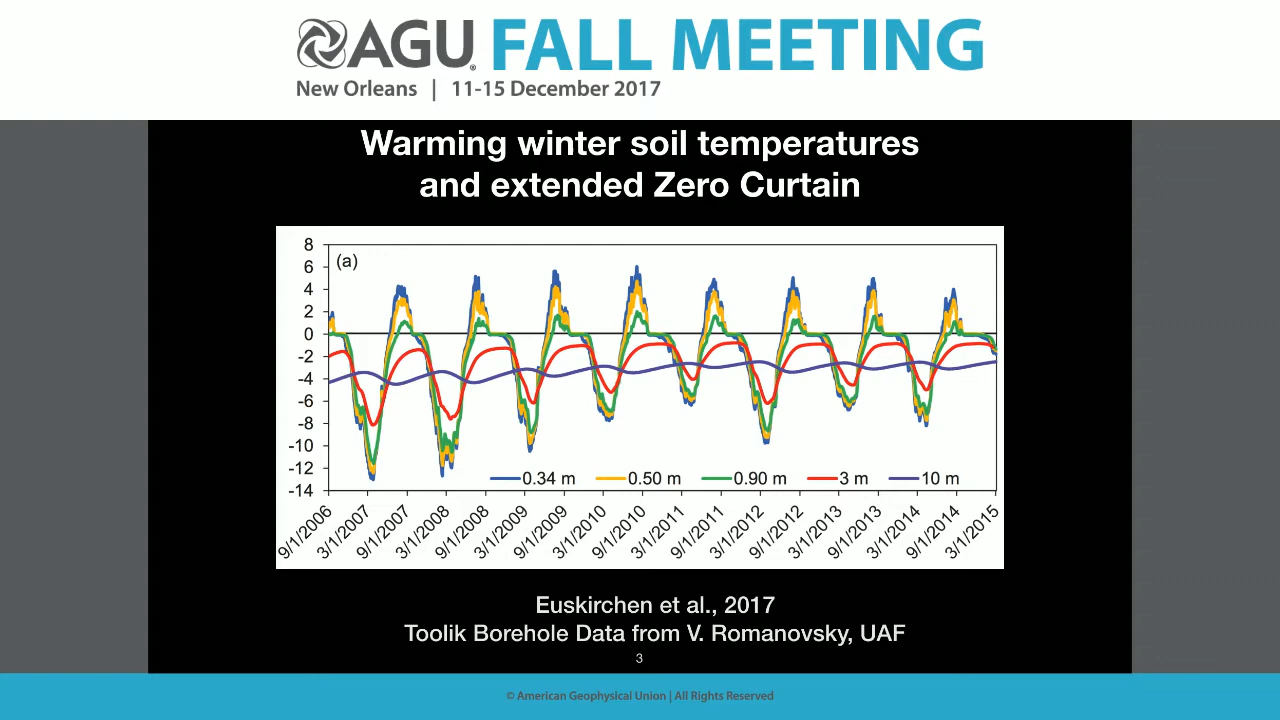 AGU® FALL MEETING
New Orleans | 11-15 December 2017
Warming winter soil temperatures
and extended Zero Curtain
(a)
8
6
4
2
0
-2
-4
-6
-8
-10
-12
-14
0.34 m 0.50 m 0.90 m 3 m 10 m
9/1/2006 3/1/2007 9/1/2007 3/1/2008 9/1/2008 3/1/2009 9/1/2009 3/1/2010 9/1/2010 3/1/2011 9/1/2011 3/1/2012 9/1/2012 3/1/2013 9/1/2013 3/1/2014 9/1/2014 3/1/2015
Euskirchen et al., 2017
Toolik Borehole Data from V. Romanovsky, UAF
3
© American Geophysical Union | All Rights Reserved